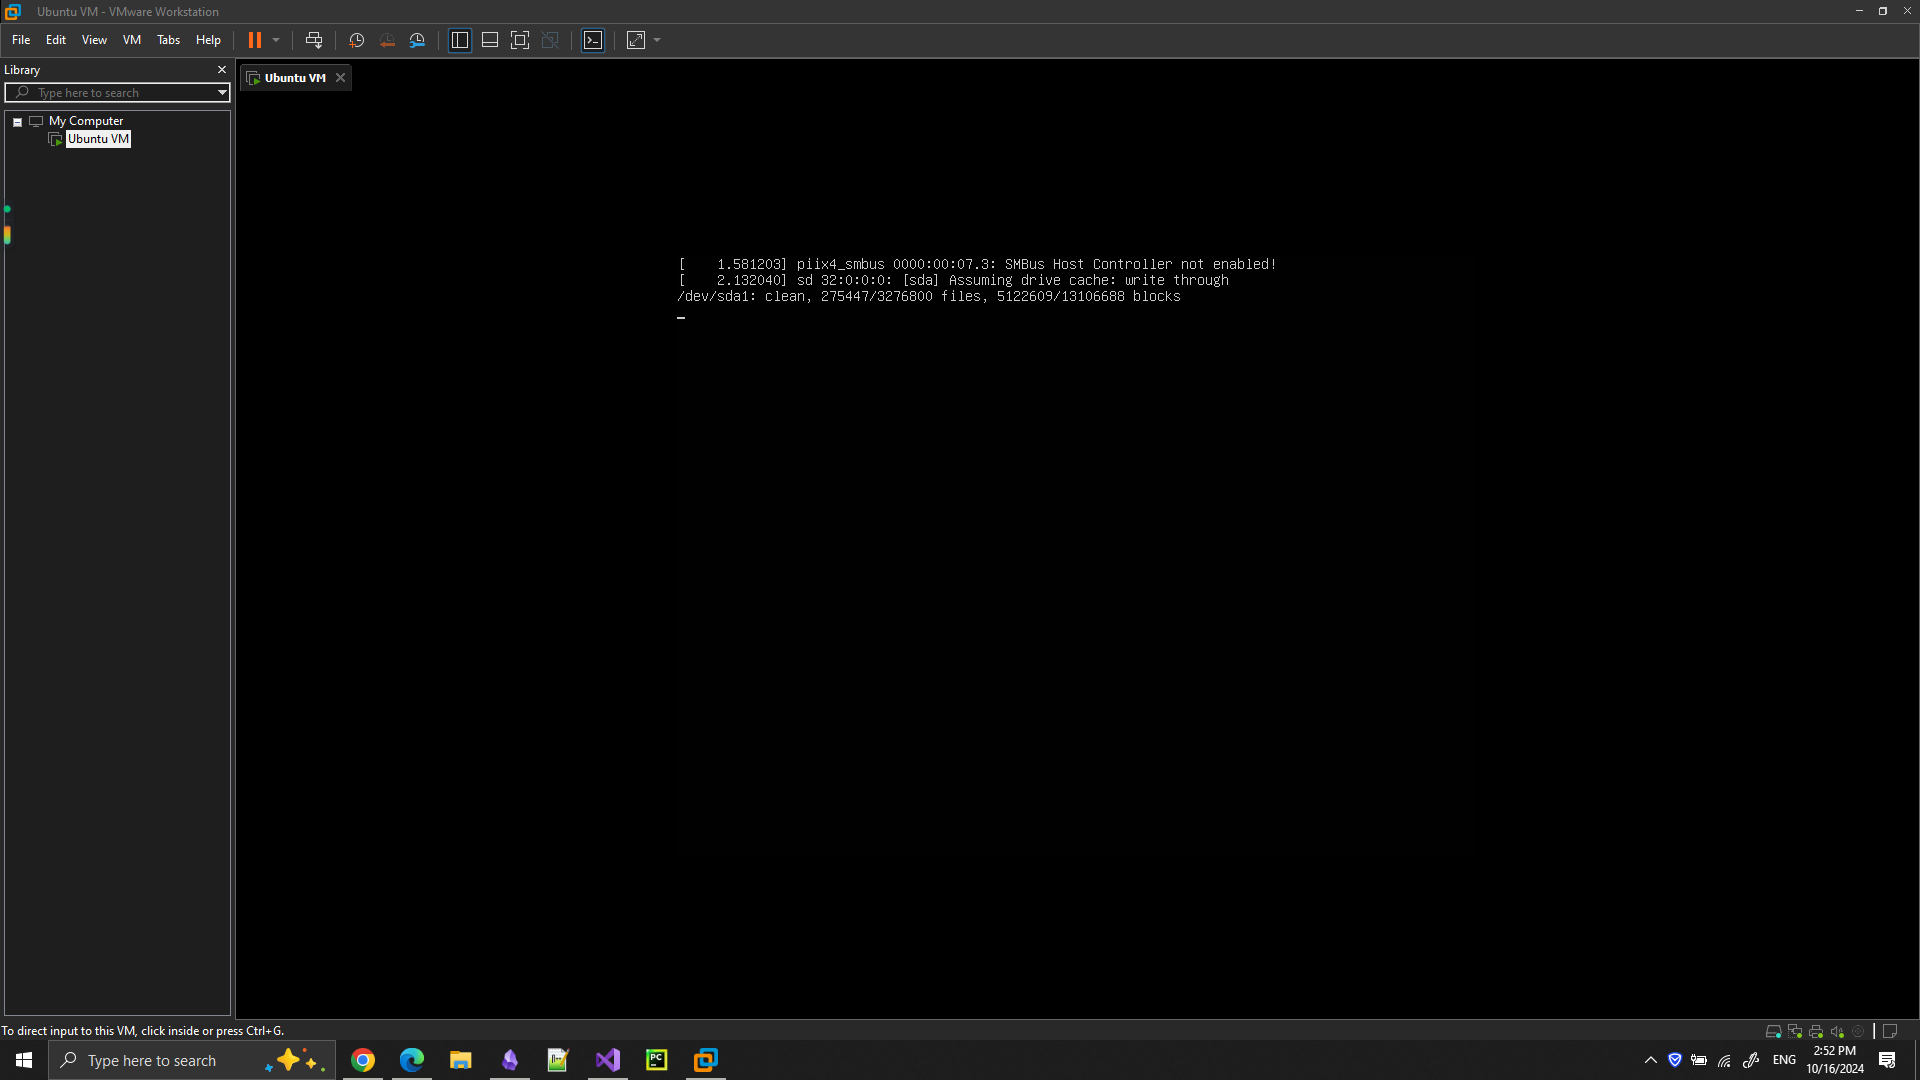 Ubuntu VM - VMware Workstation
File Edit View VM Tabs Help
Library
Type here to search
My Computer
Ubuntu VM
Ubuntu VM
[    1.581203] piix4_smbus 0000:00:07.3: SMBus Host Controller not enabled!
[    2.132040] sd 32:0:0:0: [sda] Assuming drive cache: write through
/dev/sda1: clean, 275447/3276800 files, 5122609/13106688 blocks
To direct input to this VM, click inside or press Ctrl+G.
Type here to search
PC
ENG
2:52 PM
10/16/2024